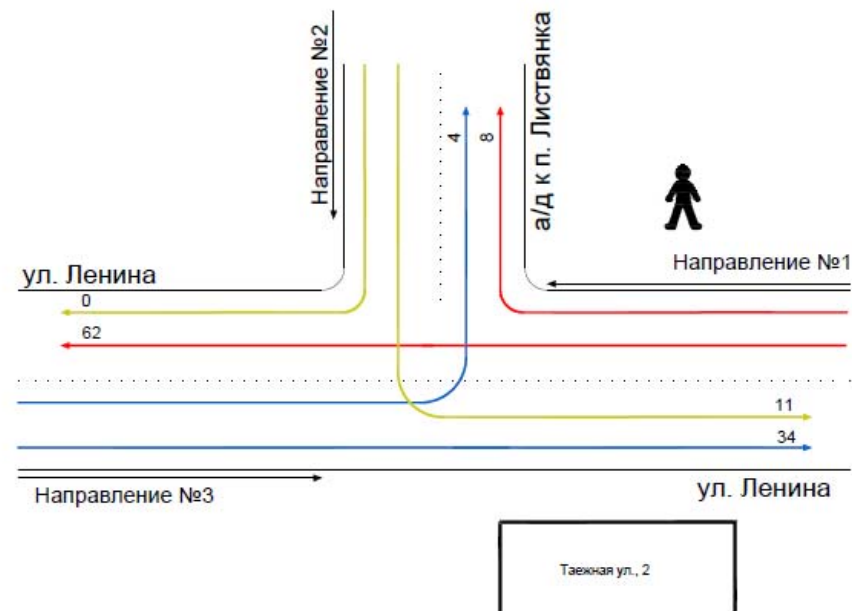 Направление №2
4
8
а/д к п. Листвянка
ул. Ленина
Направление №1
0
62
11
34
Направление №3
ул. Ленина
Таежная ул., 2